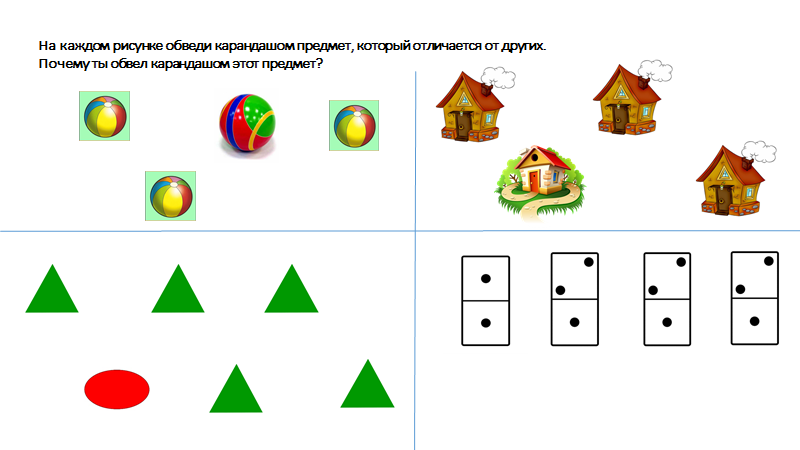 На каждом рисунке обведи карандашом предмет, который отличается от других.
Почему ты обвел карандашом этот предмет?